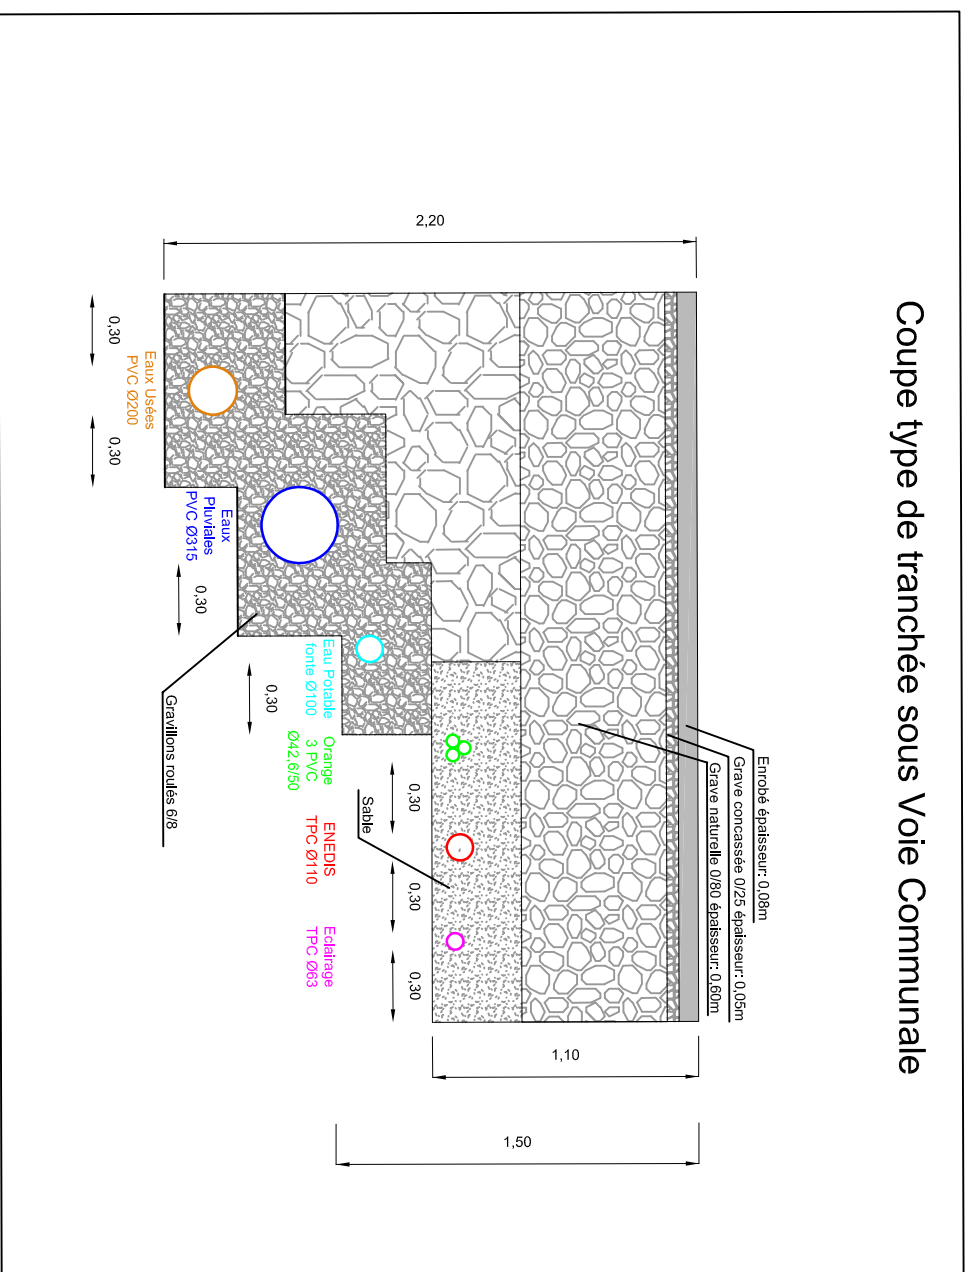 Coupe type de tranchée sous Voie Communale
Enrobé épaisseur: 0,08m
Grave concassée 0/25 épaisseur: 0,05m
Grave naturelle 0/80 épaisseur: 0,60m
2,20
1,10
1,50
0,30
0,30
0,30
0,30
0,30
0,30
0,30
Eaux Usées
PVC Ø200
Eaux
Pluviales
PVC Ø315
Eau Potable
fonte Ø100
Orange
3 PVC
Ø42,6/50
ENEDIS
TPC Ø110
Eclairage
TPC Ø63
Sable
Gravillons roulés 6/8